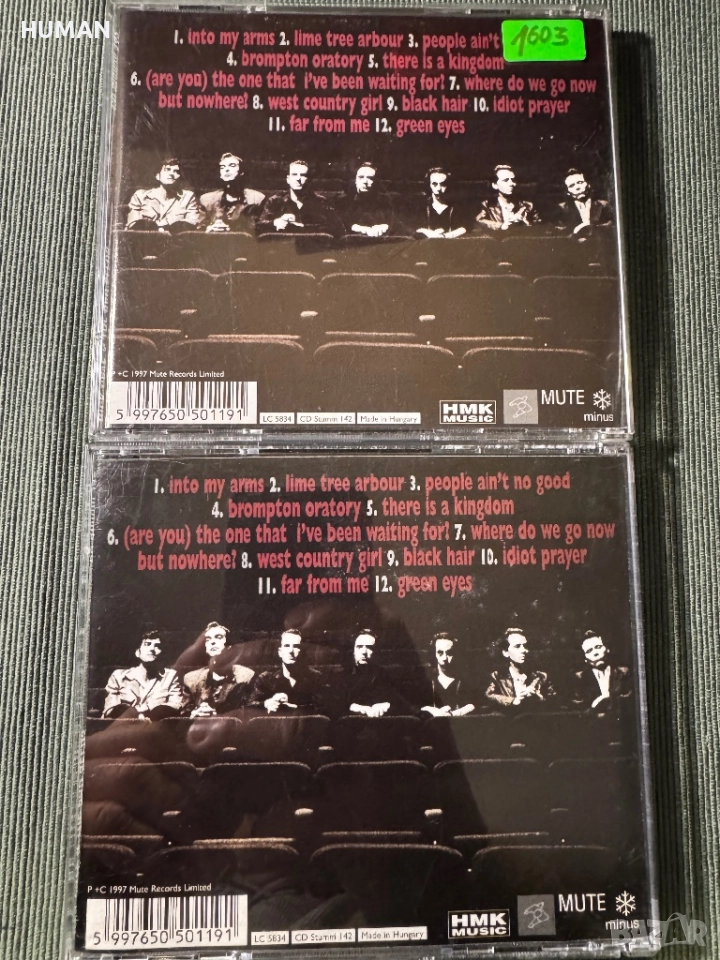 HUMAN
1603
1. into my arms 2. lime tree arbour 3. people ain't
4. brompton oratory 5. there is a kingdom
6. (are you) the one that i've been waiting for? 7. where do we go now
but nowhere? 8. west country girl 9. black hair 10. idiot prayer
11. far from me 12. green eyes
P +C 1997 Mute Records Limited
5 997650 501191
LC 5834
CD Stumm 142
Made in Hungary
HMK
MUSIC
MUTE
minus
1. into my arms 2. lime tree arbour 3. people ain't no good
4. brompton oratory 5. there is a kingdom
6. (are you) the one that i've been waiting for? 7. where do we go now
but nowhere? 8. west country girl 9. black hair 10. idiot prayer
11. far from me 12. green eyes
P +C 1997 Mute Records Limited
5 997650 501191
LC 5834
CD Stumm 142
Made in Hungary
HMK
MUSIC
MUTE
minus
BAZAR